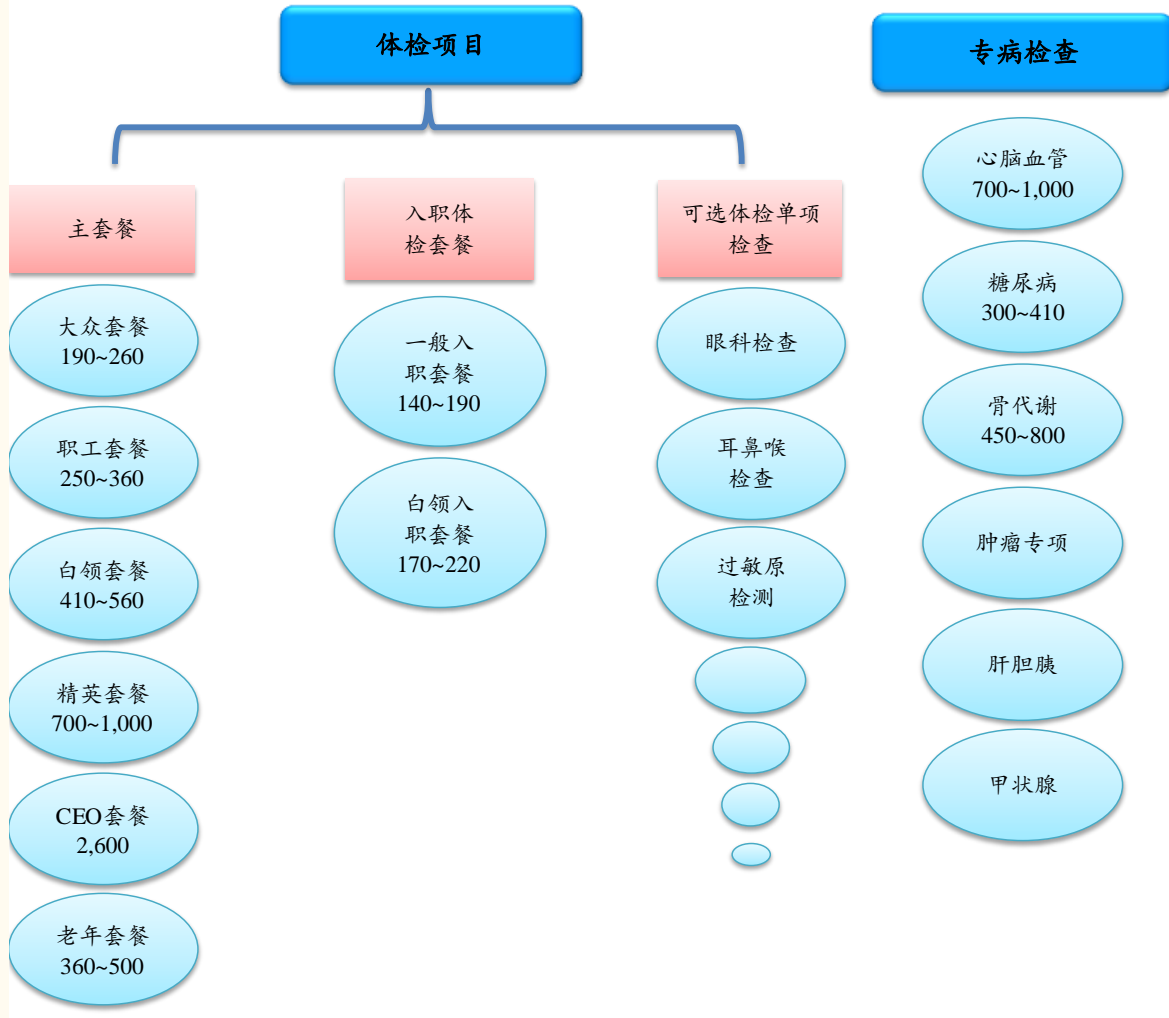 体检项目
专病检查
主套餐
大众套餐
190~260
职工套餐
250~360
白领套餐
410~560
精英套餐
700~1,000
CEO套餐
2,600
老年套餐
360~500
入职体
检套餐
一般入
职套餐
140~190
白领入
职套餐
170~220
可选体检单项
检查
眼科检查
耳鼻喉
检查
过敏原
检测
心脑血管
700~1,000
糖尿病
300~410
骨代谢
450~800
肿瘤专项
肝胆胰
甲状腺